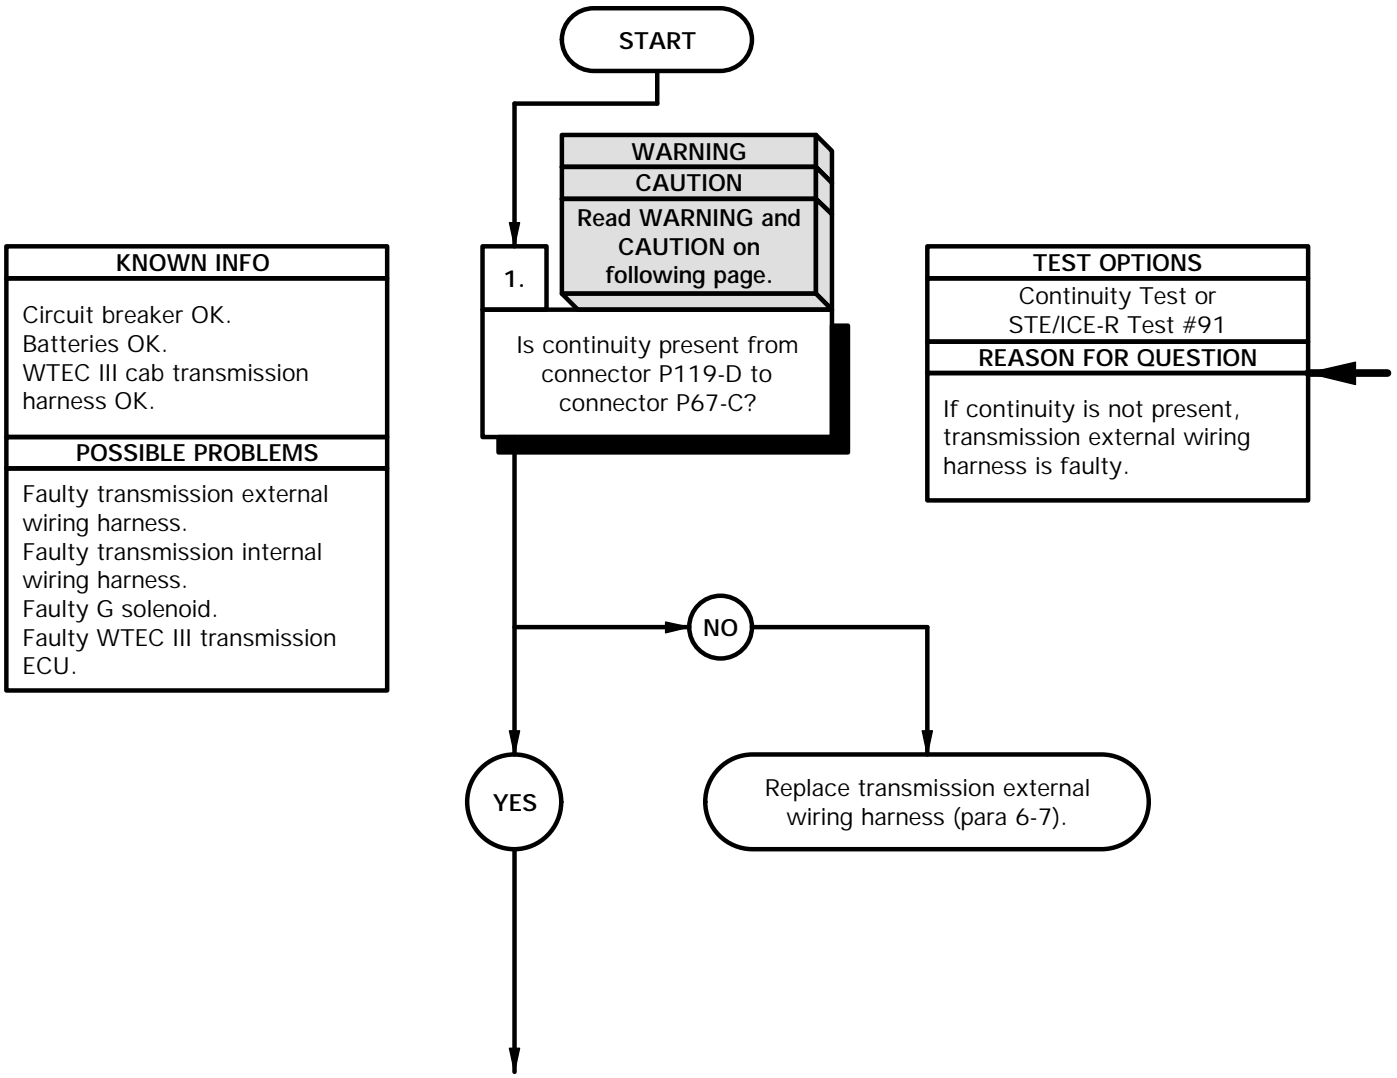 START
WARNING
CAUTION
Read WARNING and
CAUTION on
following page.
1.
Is continuity present from
connector P119-D to
connector P67-C?
KNOWN INFO
Circuit breaker OK.
Batteries OK.
WTEC III cab transmission
harness OK.
POSSIBLE PROBLEMS
Faulty transmission external
wiring harness.
Faulty transmission internal
wiring harness.
Faulty G solenoid.
Faulty WTEC III transmission
ECU.
TEST OPTIONS
Continuity Test or
STE/ICE-R Test #91
REASON FOR QUESTION
If continuity is not present,
transmission external wiring
harness is faulty.
NO
YES
Replace transmission external
wiring harness (para 6-7).